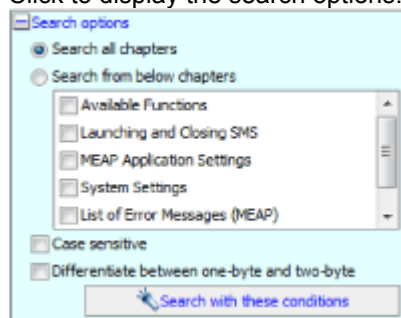 Click to display the search options.
Search options
Search all chapters
Search from below chapters
Available Functions
Launching and Closing SMS
MEAP Application Settings
System Settings
List of Error Messages (MEAP)
Case sensitive
Differentiate between one-byte and two-byte
Search with these conditions